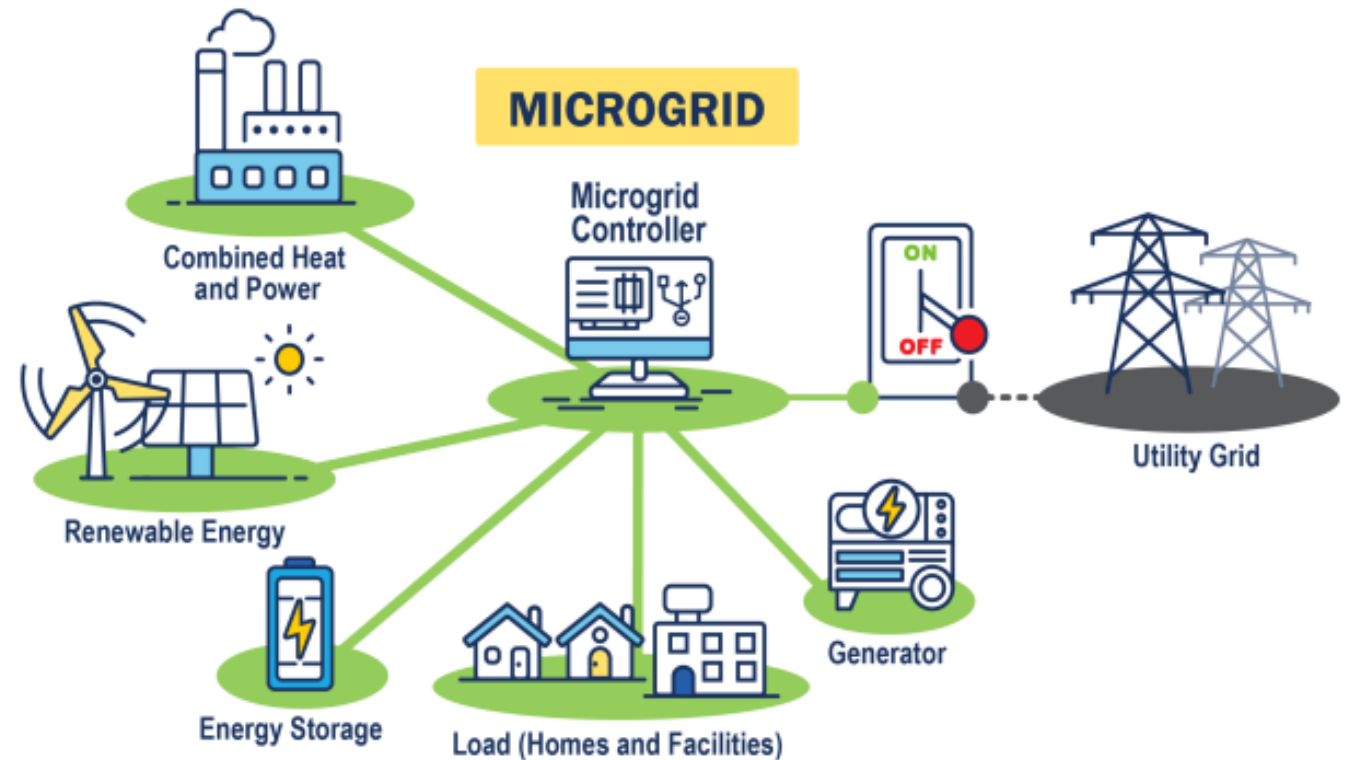 MICROGRID
Microgrid
Controller
Combined Heat
and Power
ON
OFF
Utility Grid
Renewable Energy
Generator
Energy Storage
Load (Homes and Facilities)